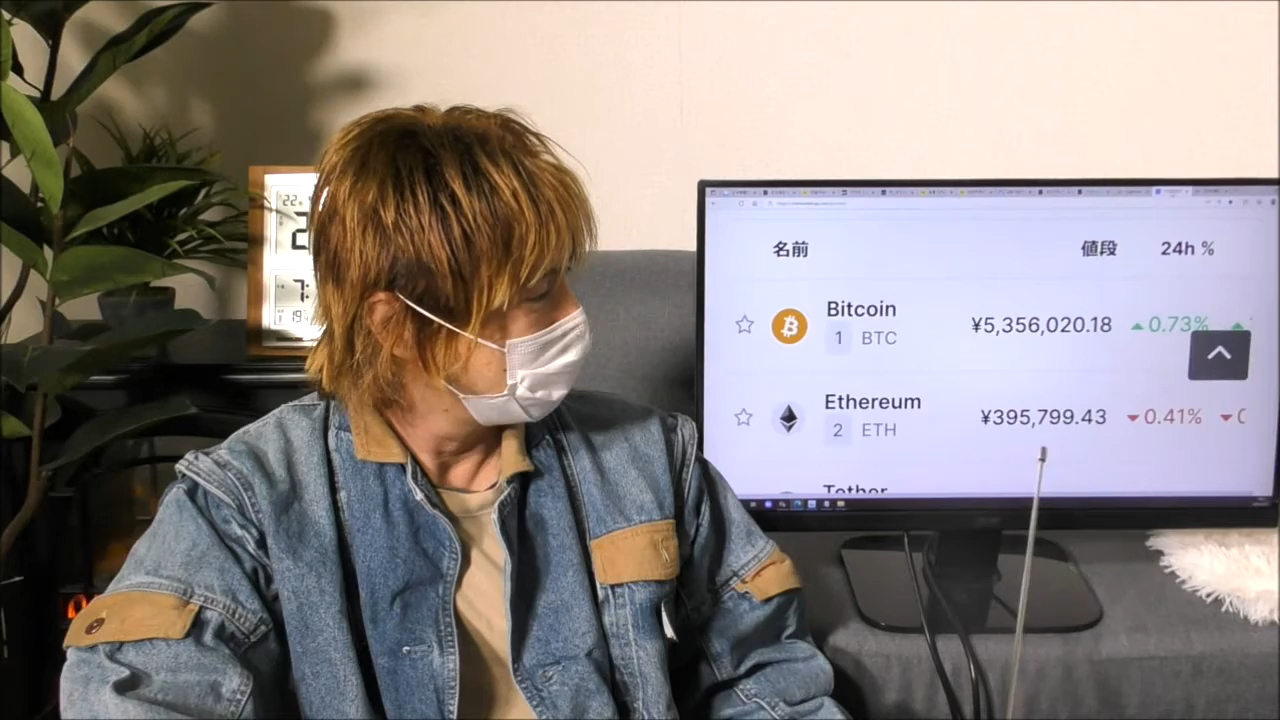 名前 値段 24h %
Bitcoin
1 BTC
¥5,356,020.18 0.73%
Ethereum
2 ETH
¥395,799.43 0.41%
Tether